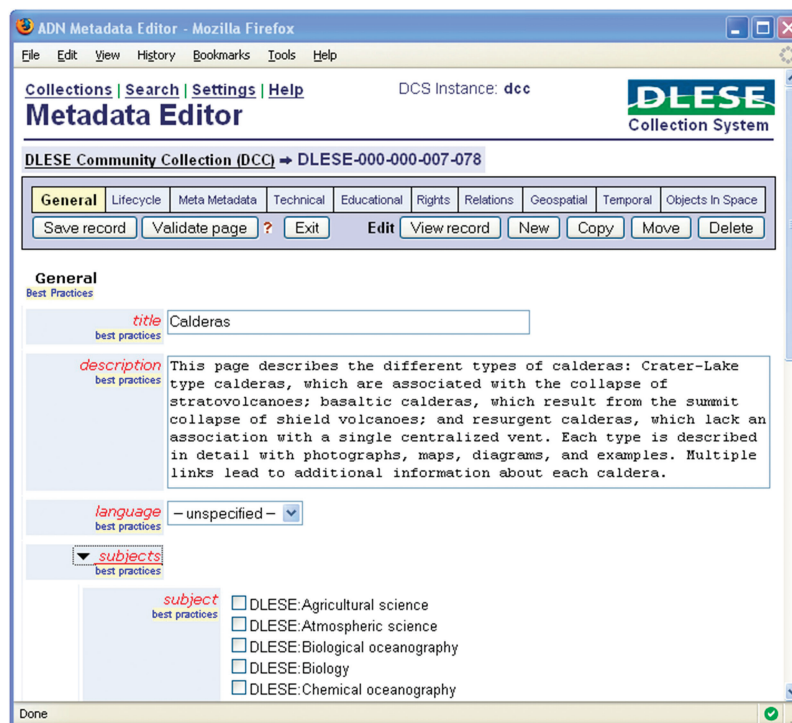 ADN Metadata Editor - Mozilla Firefox
File Edit View History Bookmarks Tools Help
Collections | Search | Settings | Help
DCS Instance: dcc
Metadata Editor
DLESE
Collection System
DLESE Community Collection (DCC) ➔ DLESE-000-000-007-078
General Lifecycle Meta Metadata Technical Educational Rights Relations Geospatial Temporal Objects In Space
Save record Validate page ? Exit Edit View record New Copy Move Delete
General
Best Practices
title Calderas
best practices
description This page describes the different types of calderas: Crater-Lake
best practices type calderas, which are associated with the collapse of
stratovolcanoes; basaltic calderas, which result from the summit
collapse of shield volcanoes; and resurgent calderas, which lack an
association with a single centralized vent. Each type is described
in detail with photographs, maps, diagrams, and examples. Multiple
links lead to additional information about each caldera.
language – unspecified –
best practices
subjects
best practices
subject DLESE:Agricultural science
best practices
DLESE:Atmospheric science
DLESE:Biological oceanography
DLESE:Biology
DLESE:Chemical oceanography
Done